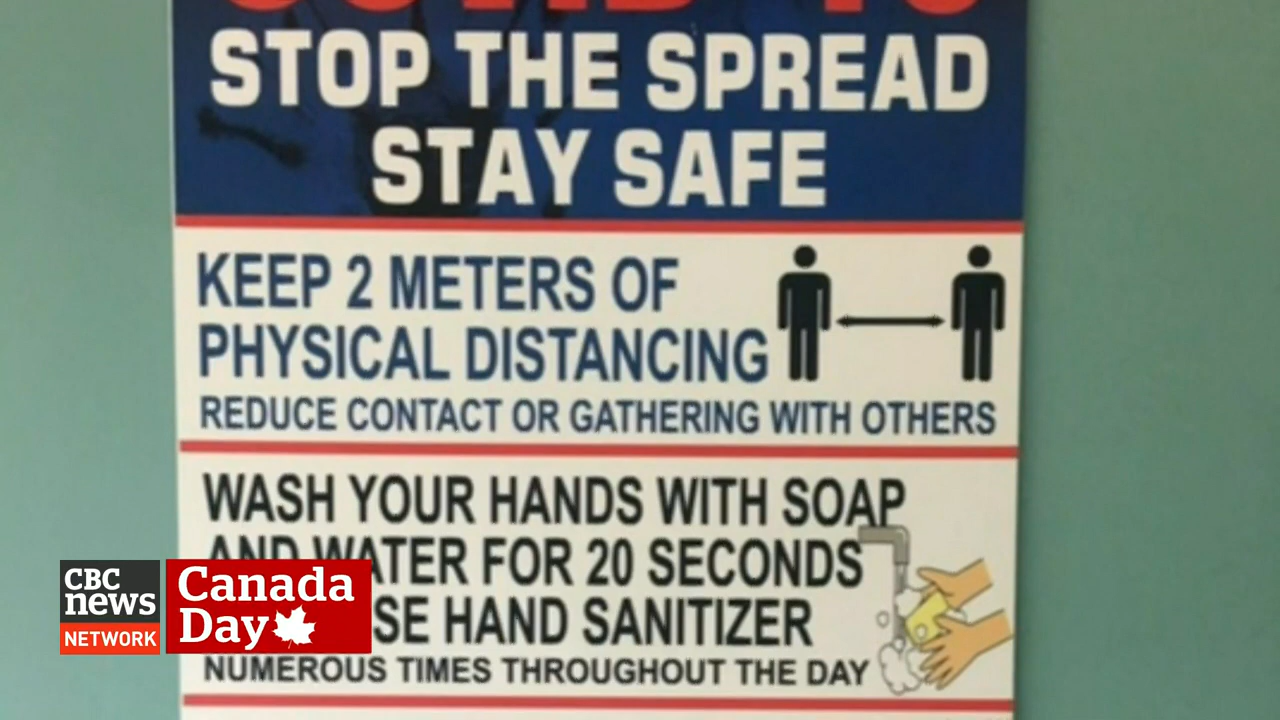 STOP THE SPREAD
STAY SAFE
KEEP 2 METERS OF
PHYSICAL DISTANCING
REDUCE CONTACT OR GATHERING WITH OTHERS
WASH YOUR HANDS WITH SOAP
AND WATER FOR 20 SECONDS
SE HAND SANITIZER
NUMEROUS TIMES THROUGHOUT THE DAY
CBC
news
NETWORK
Canada
Day